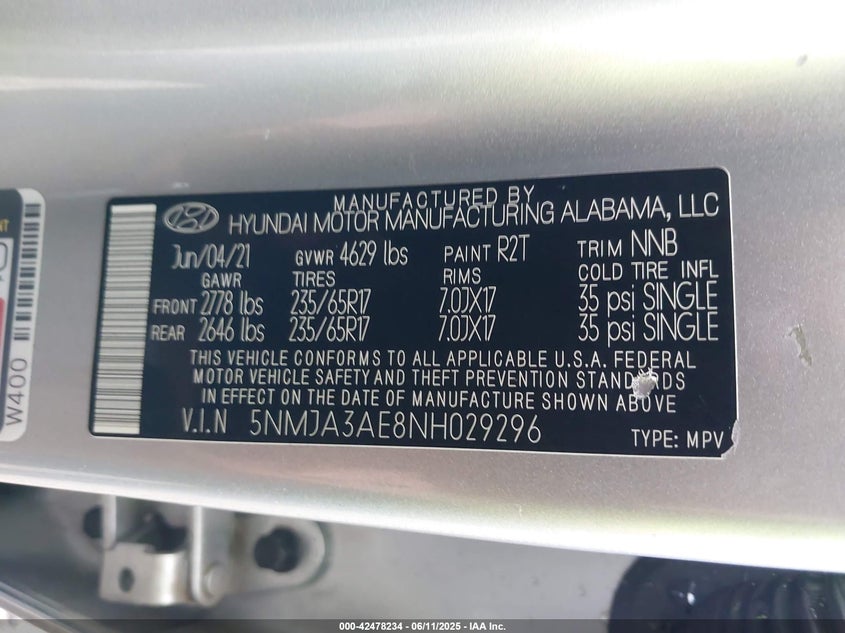 MANUFACTURED BY
HYUNDAI MOTOR MANUFACTURING ALABAMA, LLC
Jun/04/21 GVWR 4629 lbs PAINT R2T TRIM NNB
GAWR TIRES RIMS COLD TIRE INFL
FRONT 2778 lbs 235/65R17 7.0JX17 35 psi SINGLE
REAR 2646 lbs 235/65R17 7.0JX17 35 psi SINGLE
THIS VEHICLE CONFORMS TO ALL APPLICABLE U.S.A. FEDERAL
MOTOR VEHICLE SAFETY AND THEFT PREVENTION STANDARDS
IN EFFECT ON THE DATE OF MANUFACTURE SHOWN ABOVE
V.I.N 5NMJA3AE8NH029296 TYPE: MPV
W400
000-42478234 - 06/11/2025 - IAA Inc.